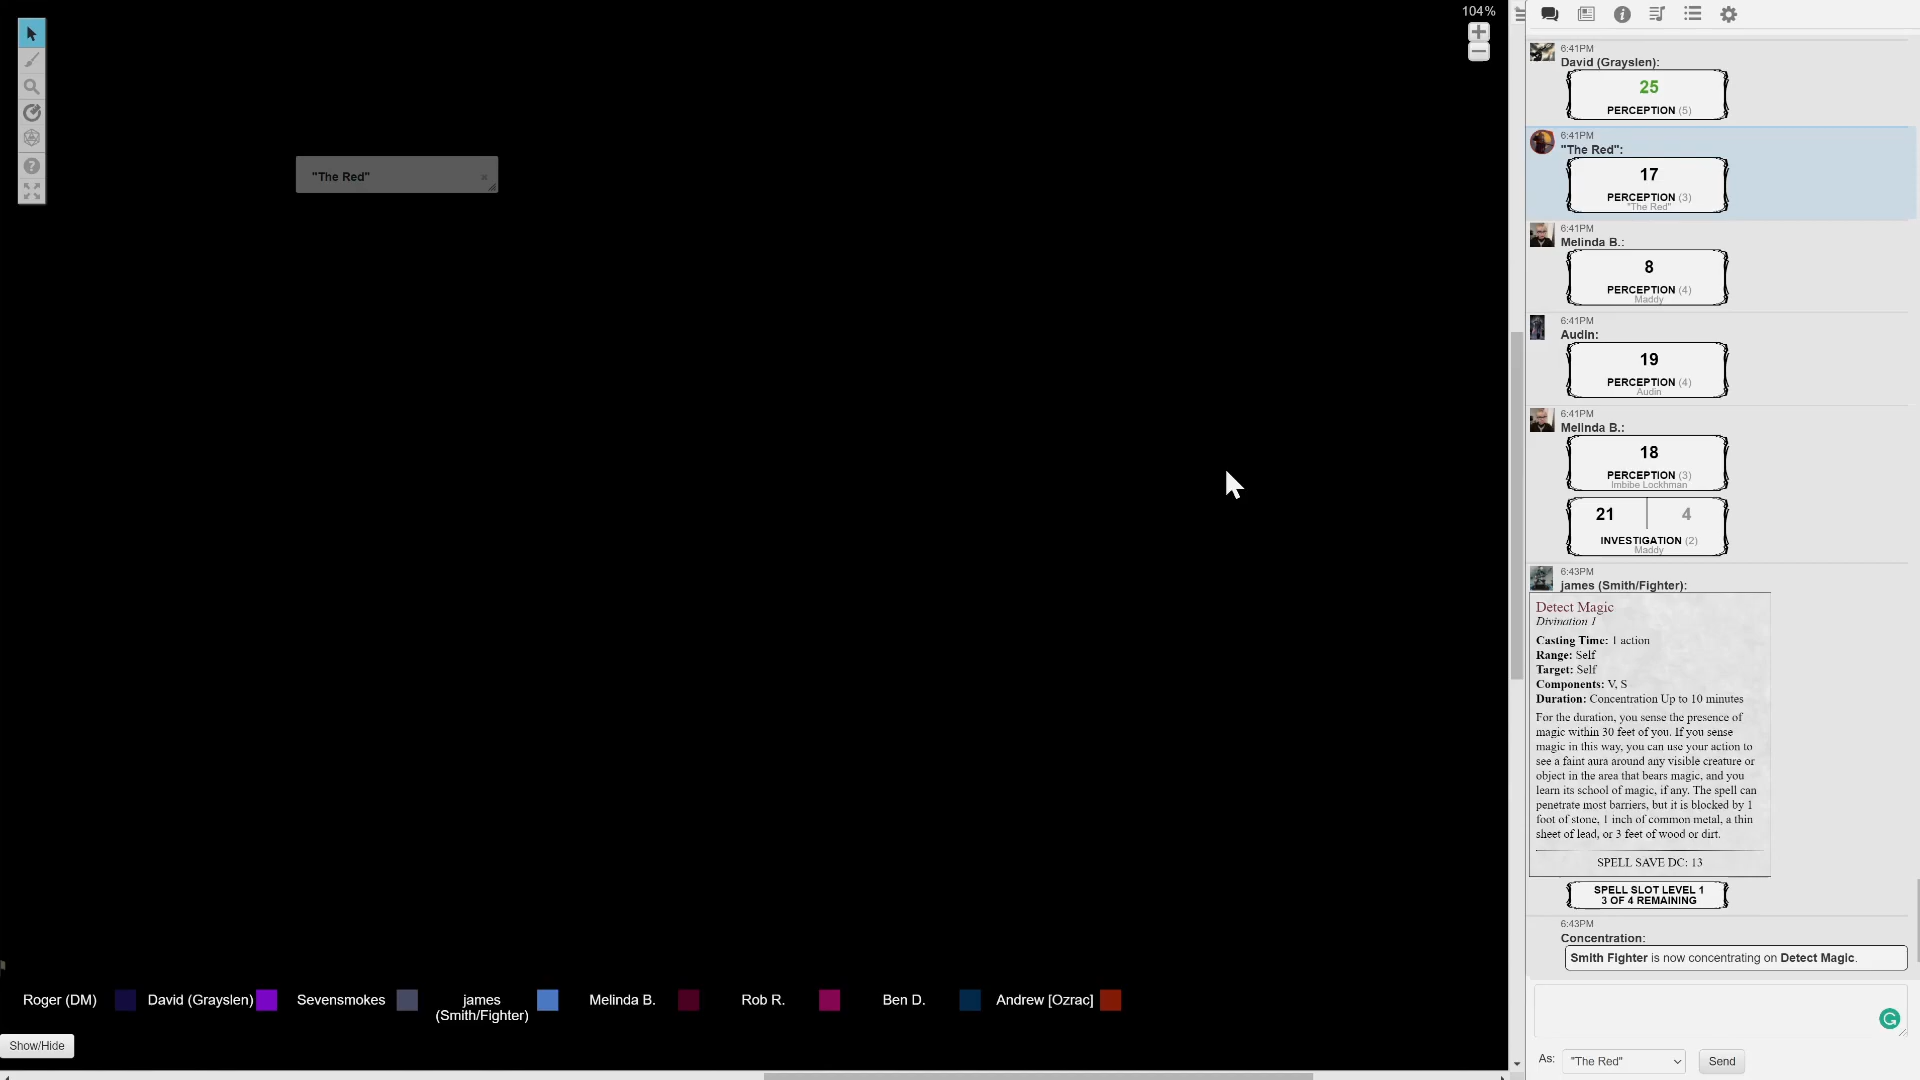 104%
"The Red"
6:41PM
David (Grayslen):
25
PERCEPTION (5)
6:41PM
"The Red":
17
PERCEPTION (3)
"The Red"
6:41PM
Melinda B.:
8
PERCEPTION (4)
Maddy
6:41PM
Audin:
19
PERCEPTION (4)
Audin
6:41PM
Melinda B.:
18
PERCEPTION (3)
Imbibe Lockhman
21 4
INVESTIGATION (2)
Maddy
6:43PM
james (Smith/Fighter):
Detect Magic
Divination 1
Casting Time: 1 action
Range: Self
Target: Self
Components: V, S
Duration: Concentration Up to 10 minutes
For the duration, you sense the presence of
magic within 30 feet of you. If you sense
magic in this way, you can use your action to
see a faint aura around any visible creature or
object in the area that bears magic, and you
learn its school of magic, if any. The spell can
penetrate most barriers, but it is blocked by 1
foot of stone, 1 inch of common metal, a thin
sheet of lead, or 3 feet of wood or dirt.
SPELL SAVE DC: 13
SPELL SLOT LEVEL 1
3 OF 4 REMAINING
6:43PM
Concentration:
Smith Fighter is now concentrating on Detect Magic.
Roger (DM)
David (Grayslen)
Sevensmokes
james
(Smith/Fighter)
Melinda B.
Rob R.
Ben D.
Andrew [Ozrac]
Show/Hide
As: "The Red" Send